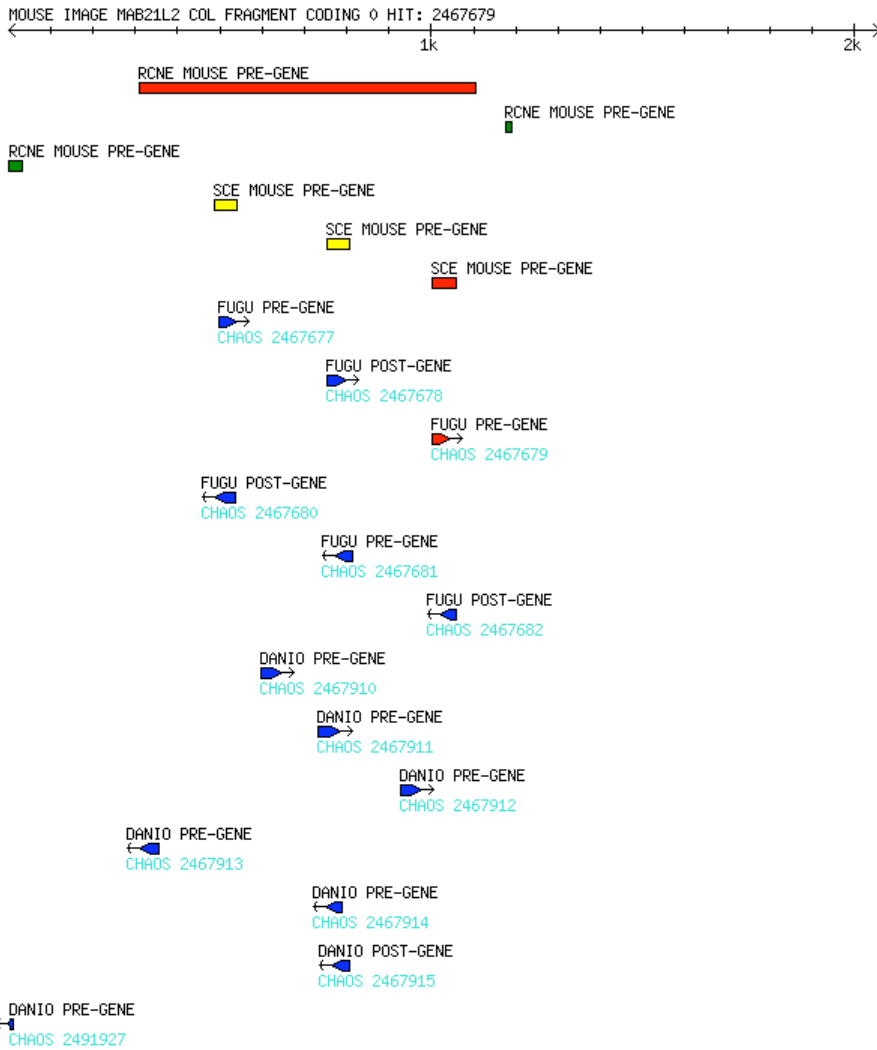 MOUSE IMAGE MAB21L2 COL FRAGMENT CODING 0 HIT: 2467679
1k
2k
RCNE MOUSE PRE-GENE
RCNE MOUSE PRE-GENE
RCNE MOUSE PRE-GENE
SCE MOUSE PRE-GENE
SCE MOUSE PRE-GENE
SCE MOUSE PRE-GENE
FUGU PRE-GENE
CHAOS 2467677
FUGU POST-GENE
CHAOS 2467678
FUGU PRE-GENE
CHAOS 2467679
FUGU POST-GENE
CHAOS 2467680
FUGU PRE-GENE
CHAOS 2467681
FUGU POST-GENE
CHAOS 2467682
DANIO PRE-GENE
CHAOS 2467910
DANIO PRE-GENE
CHAOS 2467911
DANIO PRE-GENE
CHAOS 2467912
DANIO PRE-GENE
CHAOS 2467913
DANIO PRE-GENE
CHAOS 2467914
DANIO POST-GENE
CHAOS 2467915
DANIO PRE-GENE
CHAOS 2491927